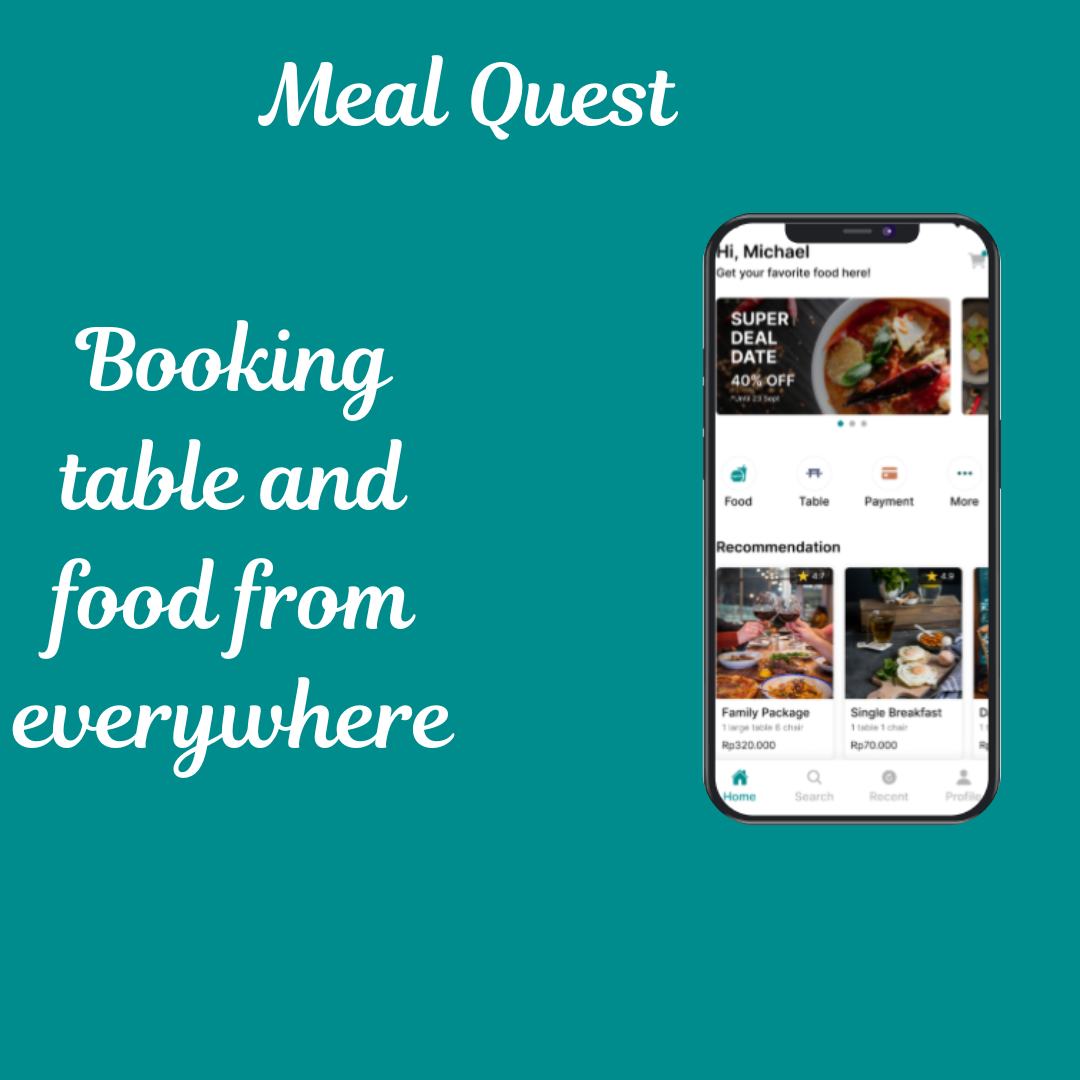 Meal Quest
Booking
table and
food from
everywhere
Hi, Michael
Get your favorite food here!
SUPER
DEAL
DATE
40% OFF
*Until 23 Sept
Food Table Payment More
Recommendation
4.7 4.9
Family Package Single Breakfast D
1 large table 6 chair 1 table 1 chair 1
Rp320.000 Rp70.000 Rp
Home Search Recent Profile